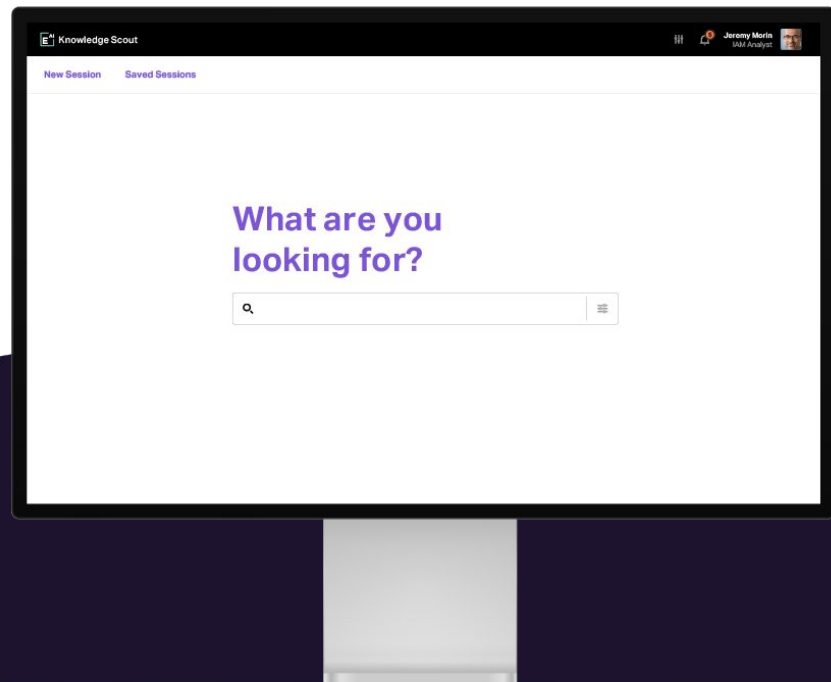 E AI Knowledge Scout
Jeremy Morin
IAM Analyst
New Session Saved Sessions
What are you
looking for?